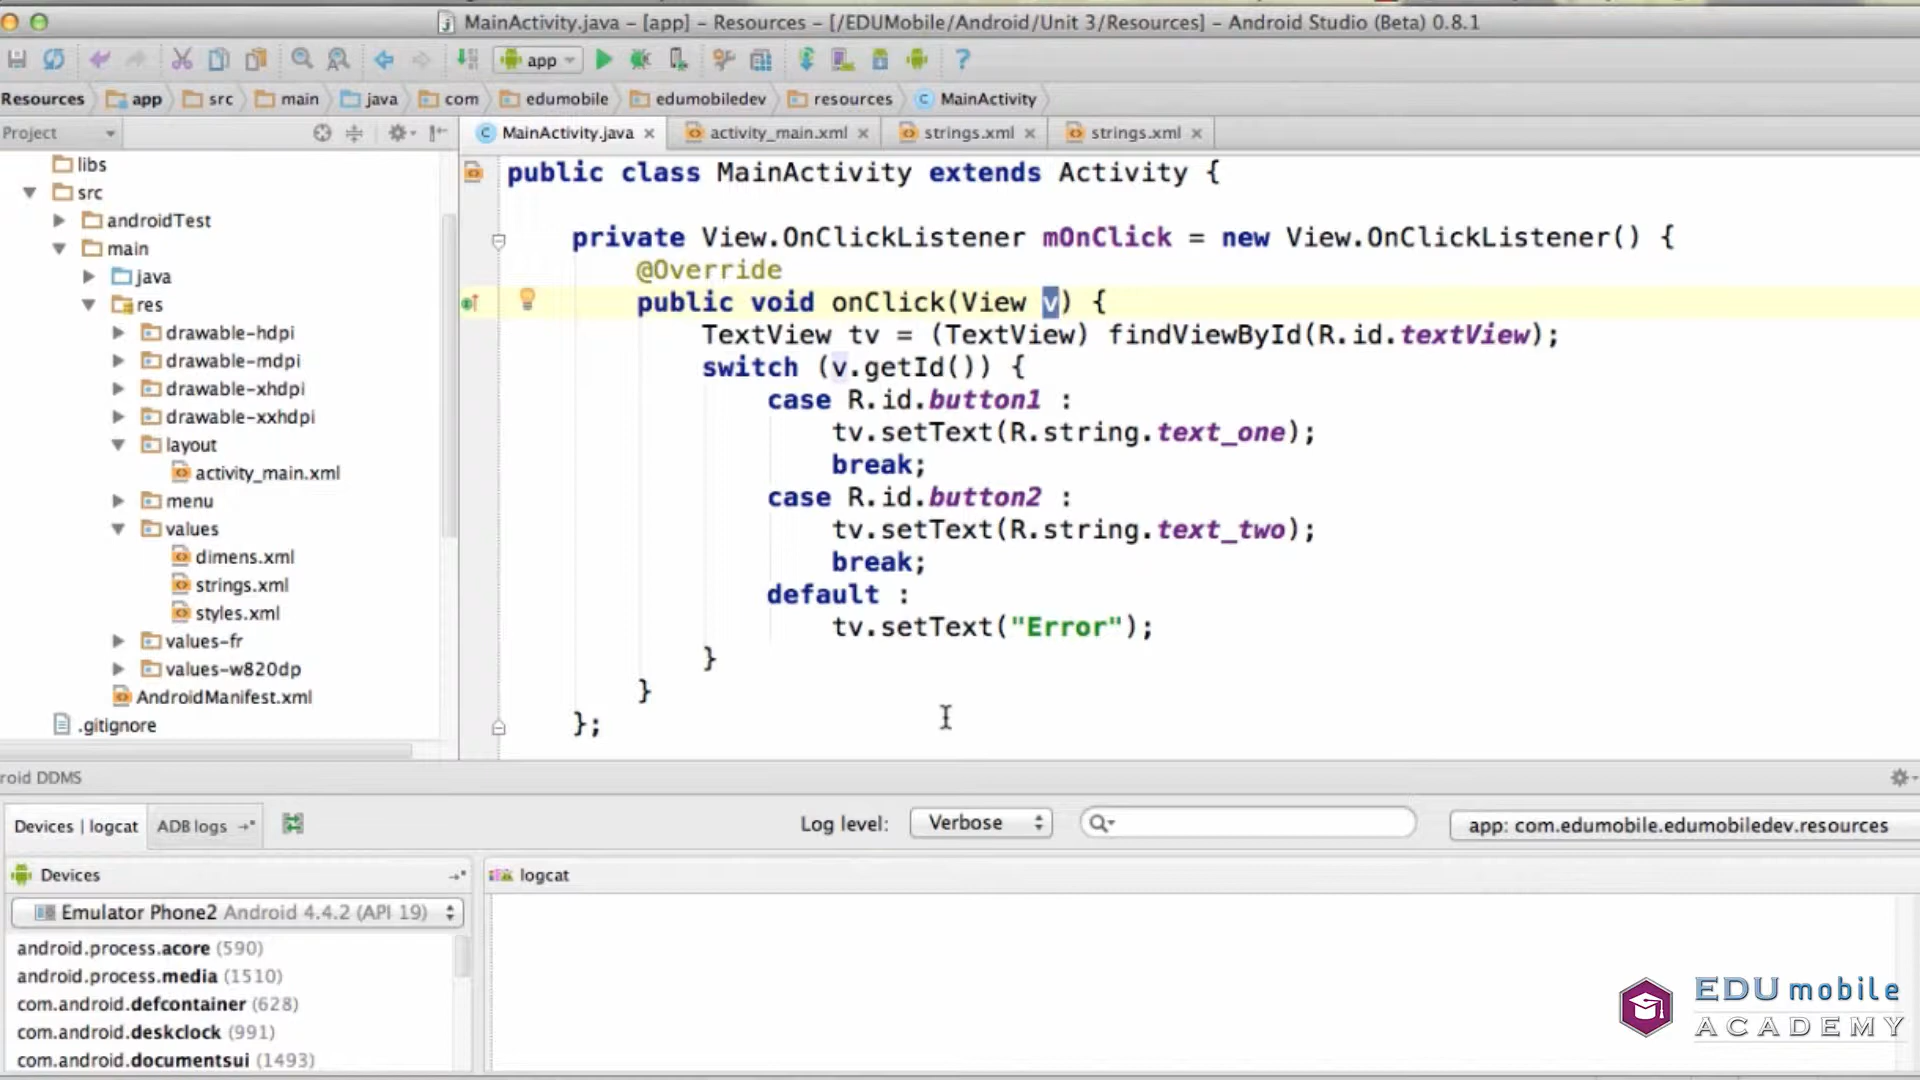 MainActivity.java – [app] – Resources – [/EDUMobile/Android/Unit 3/Resources] – Android Studio (Beta) 0.8.1
app
Resources app src main java com edumobile edumobiledev resources MainActivity
Project
MainActivity.java activity_main.xml strings.xml strings.xml
libs
src
androidTest
main
java
res
drawable-hdpi
drawable-mdpi
drawable-xhdpi
drawable-xxhdpi
layout
activity_main.xml
menu
values
dimens.xml
strings.xml
styles.xml
values-fr
values-w820dp
AndroidManifest.xml
.gitignore
public class MainActivity extends Activity {
private View.OnClickListener mOnClick = new View.OnClickListener() {
@Override
public void onClick(View v) {
TextView tv = (TextView) findViewById(R.id.textView);
switch (v.getId()) {
case R.id.button1 :
tv.setText(R.string.text_one);
break;
case R.id.button2 :
tv.setText(R.string.text_two);
break;
default :
tv.setText("Error");
}
}
};
roid DDMS
Devices | logcat ADB logs
Log level: Verbose
app: com.edumobile.edumobiledev.resources
Devices
logcat
Emulator Phone2 Android 4.4.2 (API 19)
android.process.acore (590)
android.process.media (1510)
com.android.defcontainer (628)
com.android.deskclock (991)
com.android.documentsui (1493)
EDU mobile
ACADEMY